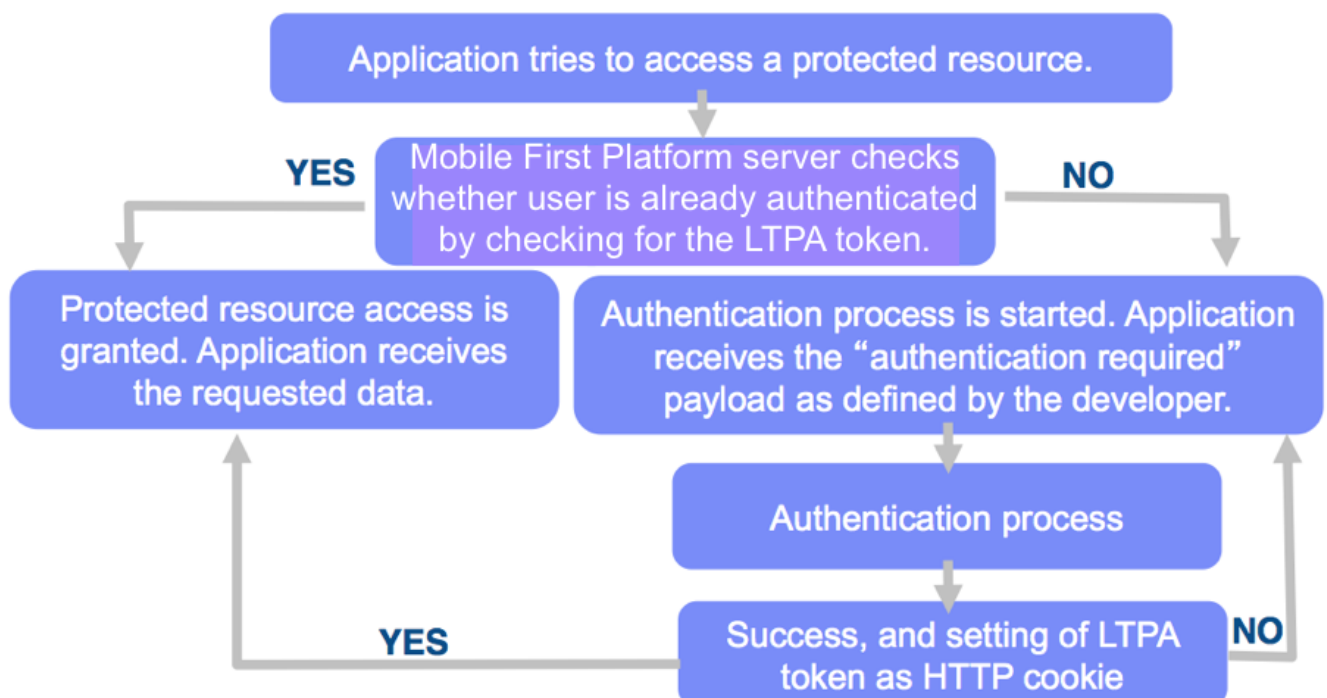 Application tries to access a protected resource.
YES
Mobile First Platform server checks
whether user is already authenticated
by checking for the LTPA token.
NO
Protected resource access is
granted. Application receives
the requested data.
Authentication process is started. Application
receives the “authentication required”
payload as defined by the developer.
Authentication process
YES
Success, and setting of LTPA
token as HTTP cookie
NO